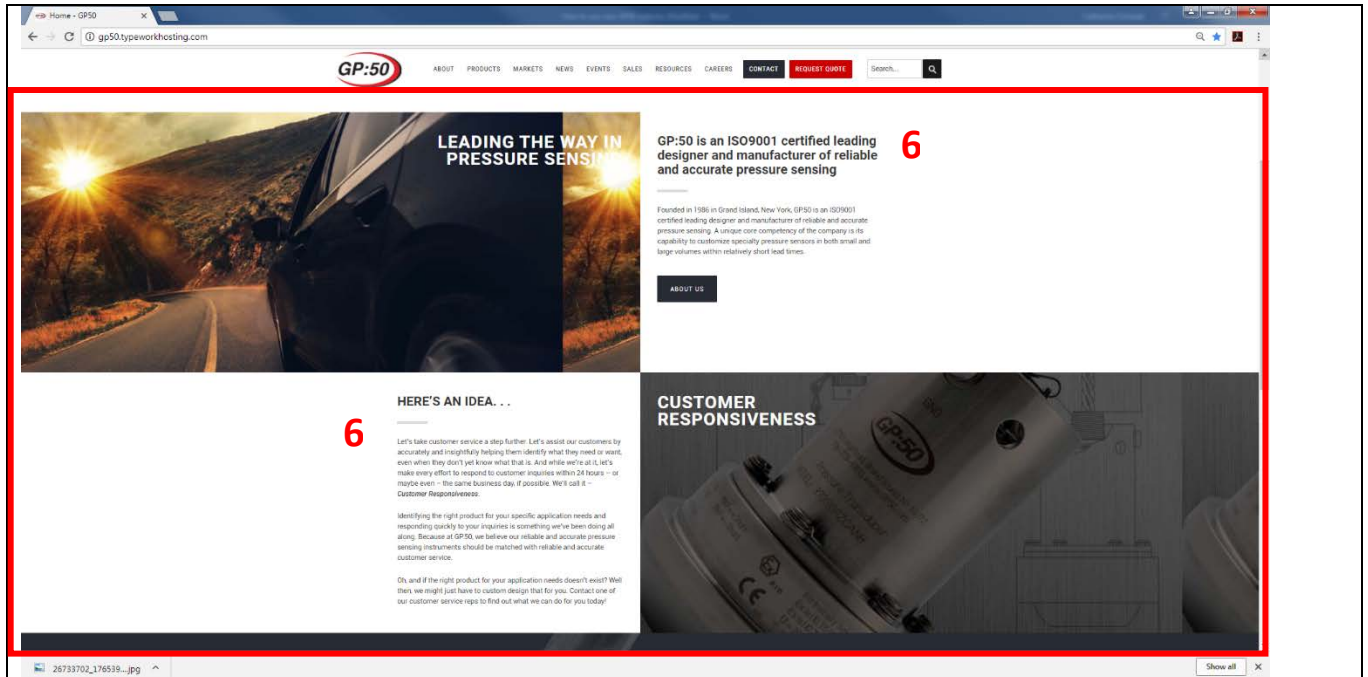 Home - GP50
gp50.typeworkhosting.com
GP:50
ABOUT PRODUCTS MARKETS NEWS EVENTS SALES RESOURCES CAREERS CONTACT REQUEST QUOTE Search...
LEADING THE WAY IN
PRESSURE SENSING
GP:50 is an ISO9001 certified leading
designer and manufacturer of reliable
and accurate pressure sensing
6
Founded in 1986 in Grand Island, New York, GP:50 is an ISO9001
certified leading designer and manufacturer of reliable and accurate
pressure sensing. A unique core competency of the company is its
capability to customize specialty pressure sensors in both small and
large volumes within relatively short lead times.
ABOUT US
HERE'S AN IDEA. . .
6
Let's take customer service a step further. Let's assist our customers by
accurately and insightfully helping them identify what they need or want,
even when they don't yet know what that is. And while we're at it, let's
make every effort to respond to customer inquiries within 24 hours – or
maybe even – the same business day, if possible. We'll call it –
Customer Responsiveness.
Identifying the right product for your specific application needs and
responding quickly to your inquiries is something we've been doing all
along. Because at GP:50, we believe our reliable and accurate pressure
sensing instruments should be matched with reliable and accurate
customer service.
Oh, and if the right product for your application needs doesn't exist? Well
then, we might just have to custom design that for you. Contact one of
our customer service reps to find out what we can do for you today!
CUSTOMER
RESPONSIVENESS
GP:50
CE
26733702_176539....jpg
Show all